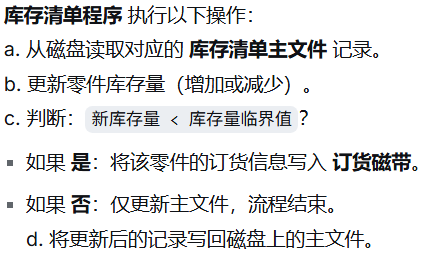 库存清单程序 执行以下操作：
a. 从磁盘读取对应的 库存清单主文件 记录。
b. 更新零件库存量（增加或减少）。
c. 判断：新库存量 < 库存量临界值？
▪ 如果 是：将该零件的订货信息写入 订货磁带。
▪ 如果 否：仅更新主文件，流程结束。
d. 将更新后的记录写回磁盘上的主文件。